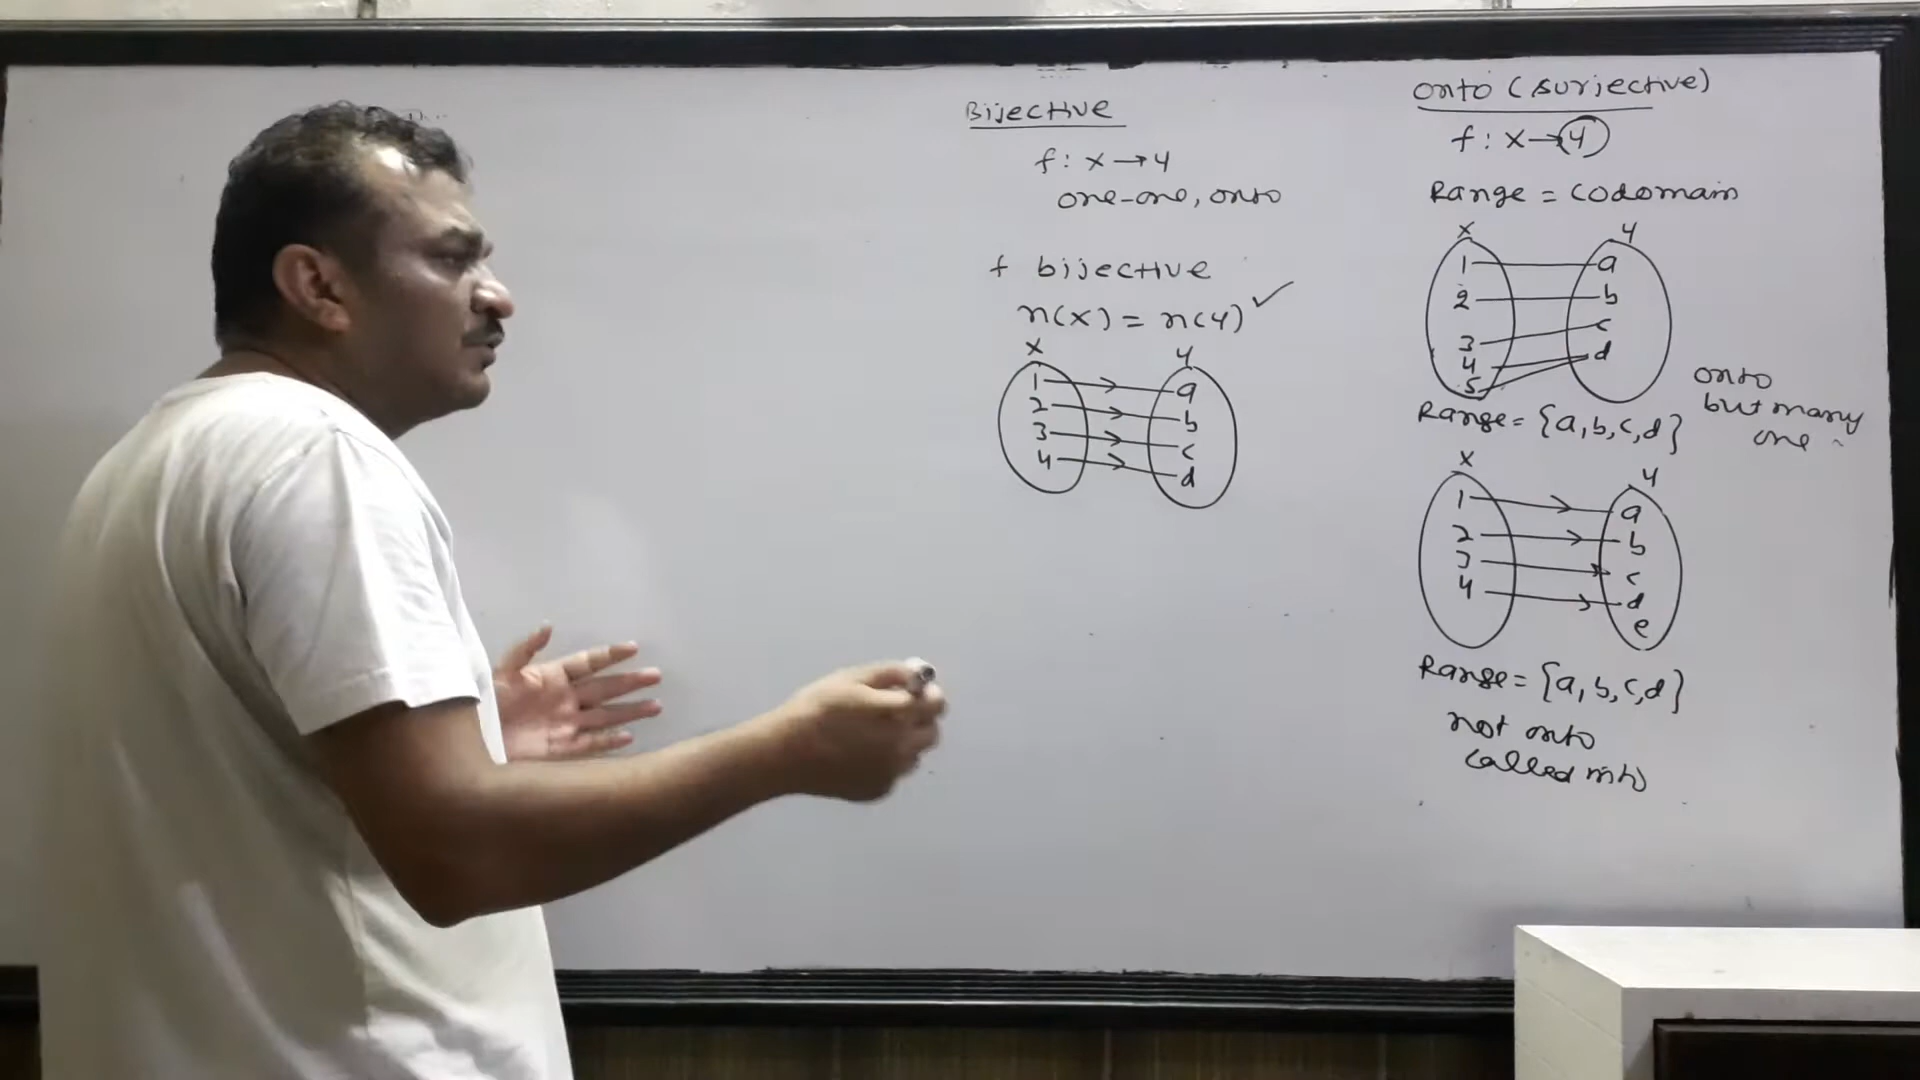 Bijective
f : x → y
one-one, onto
f bijective
n(x) = n(y) ✓
x y
1 a
2 b
3 c
4 d
onto (surjective)
f : x → y
Range = codomain
x y
1 a
2 b
3 c
4 d
5
Range = {a, b, c, d}
onto
but many
one
x y
1 a
2 b
3 c
4 d
e
Range = {a, b, c, d}
not onto
called into